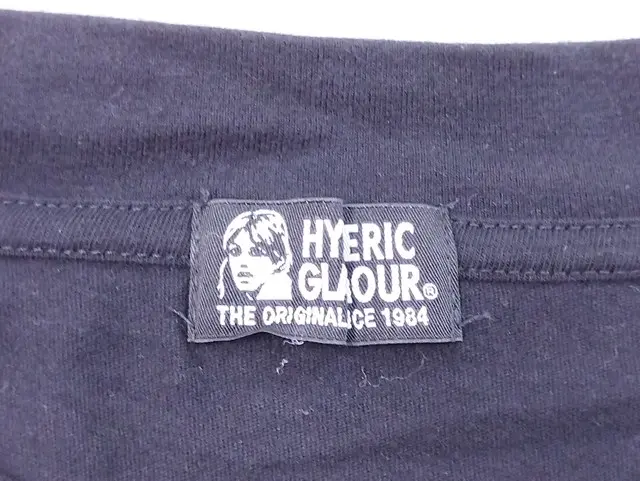 HYERIC
GLAOUR®
THE ORIGINALICE 1984